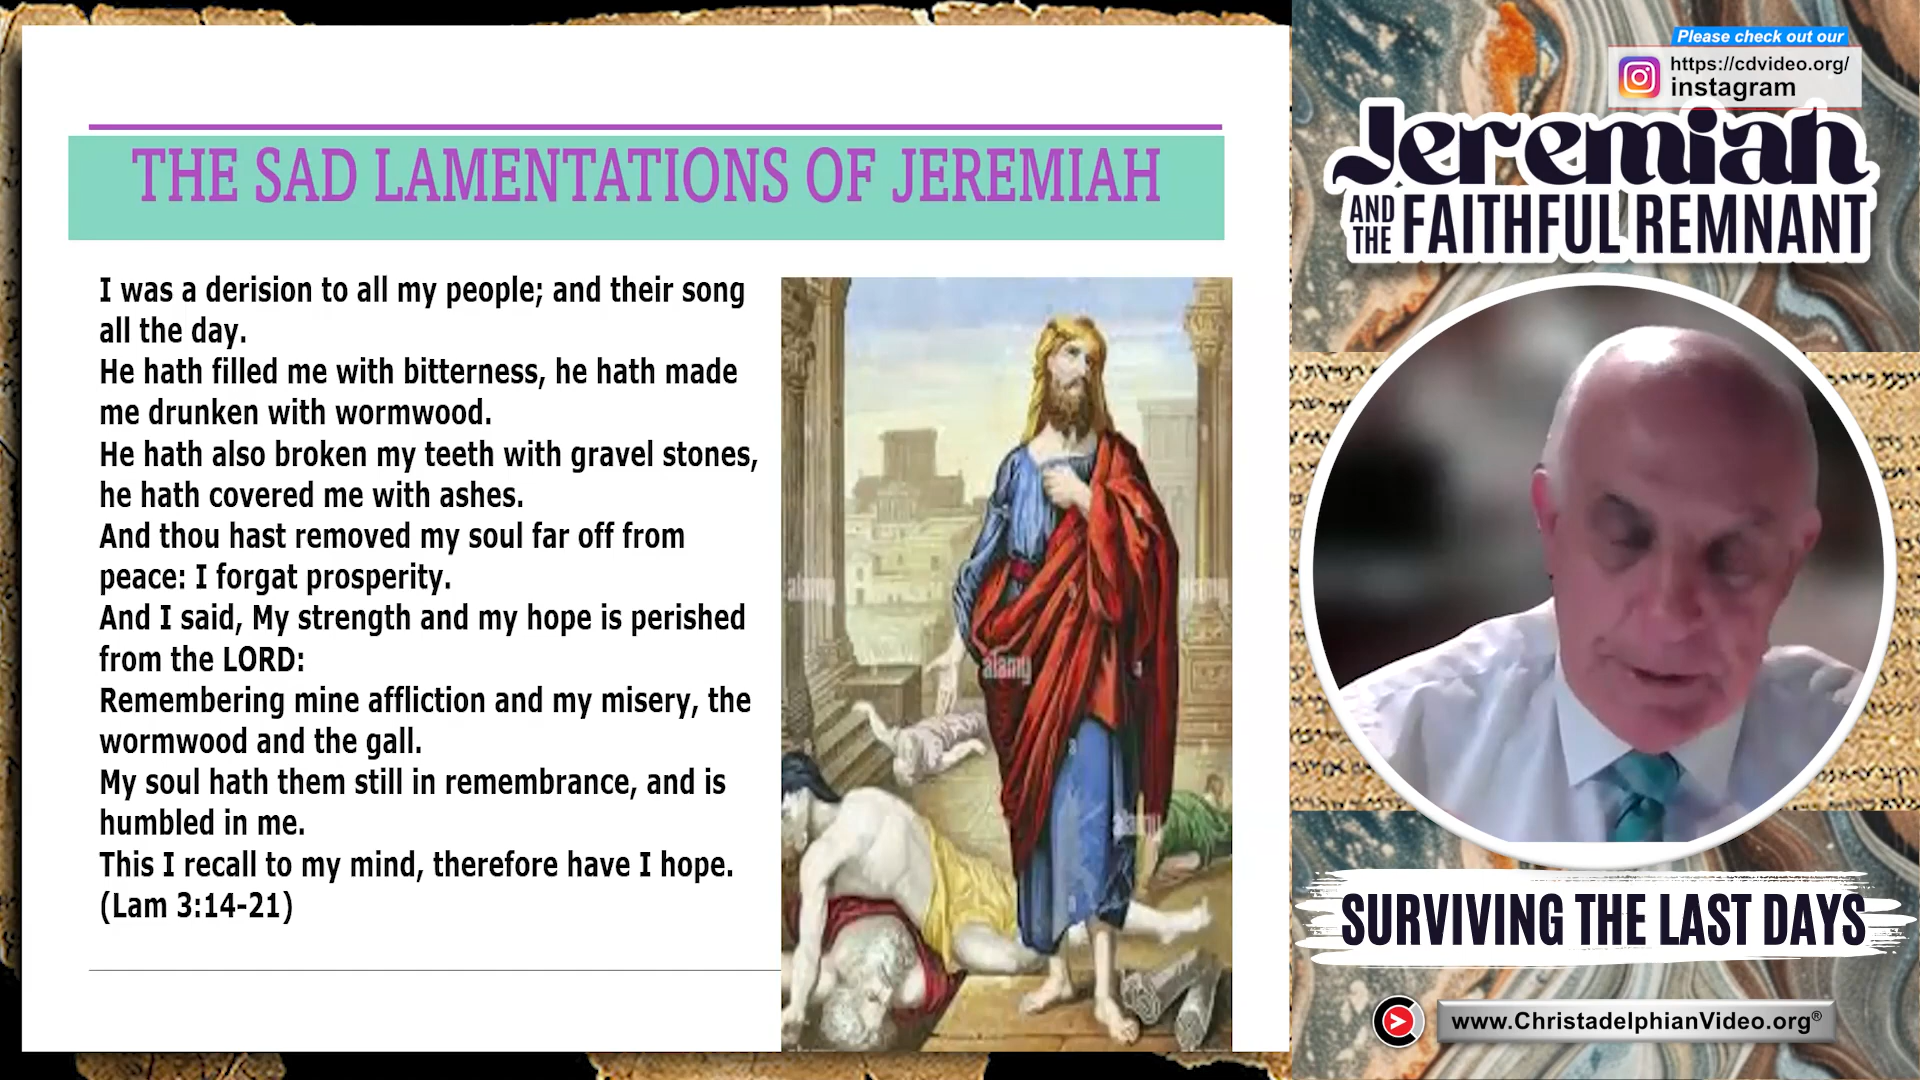 THE SAD LAMENTATIONS OF JEREMIAH
I was a derision to all my people; and their song
all the day.
He hath filled me with bitterness, he hath made
me drunken with wormwood.
He hath also broken my teeth with gravel stones,
he hath covered me with ashes.
And thou hast removed my soul far off from
peace: I forgat prosperity.
And I said, My strength and my hope is perished
from the LORD:
Remembering mine affliction and my misery, the
wormwood and the gall.
My soul hath them still in remembrance, and is
humbled in me.
This I recall to my mind, therefore have I hope.
(Lam 3:14-21)
alamy
alamy
alamy
alamy
a
a
Please check out our
https://cdvideo.org/
instagram
Jeremiah
AND THE FAITHFUL REMNANT
SURVIVING THE LAST DAYS
www.ChristadelphianVideo.org®